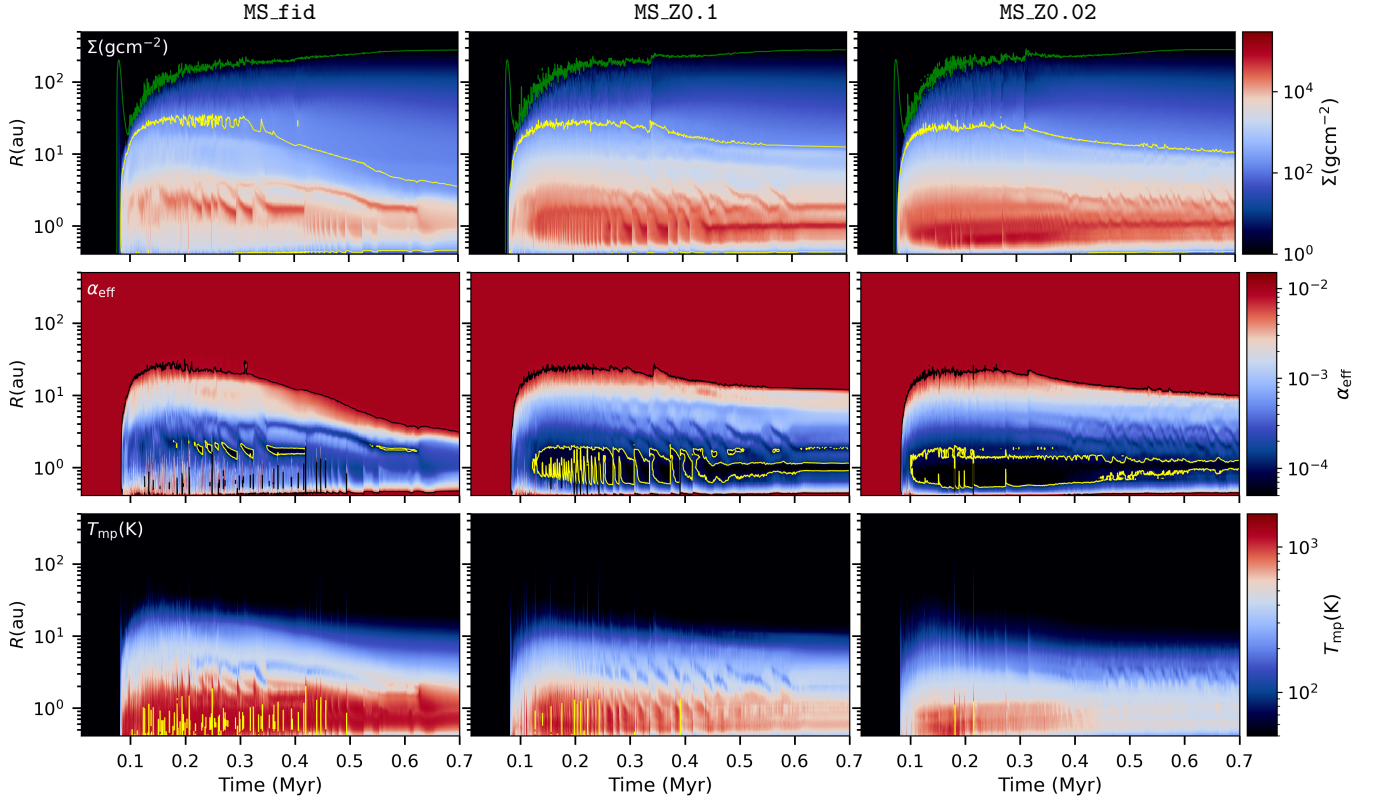 MS_fid MS_Z0.1 MS_Z0.02
Σ(gcm⁻²)
R(au)
10²
10¹
10⁰
10⁴
10²
10⁰
Σ(gcm⁻²)
α_eff
R(au)
10²
10¹
10⁰
10⁻²
10⁻³
10⁻⁴
α_eff
T_mp(K)
R(au)
10²
10¹
10⁰
10³
10²
T_mp(K)
0.1 0.2 0.3 0.4 0.5 0.6 0.7 0.1 0.2 0.3 0.4 0.5 0.6 0.7 0.1 0.2 0.3 0.4 0.5 0.6 0.7
Time (Myr) Time (Myr) Time (Myr)